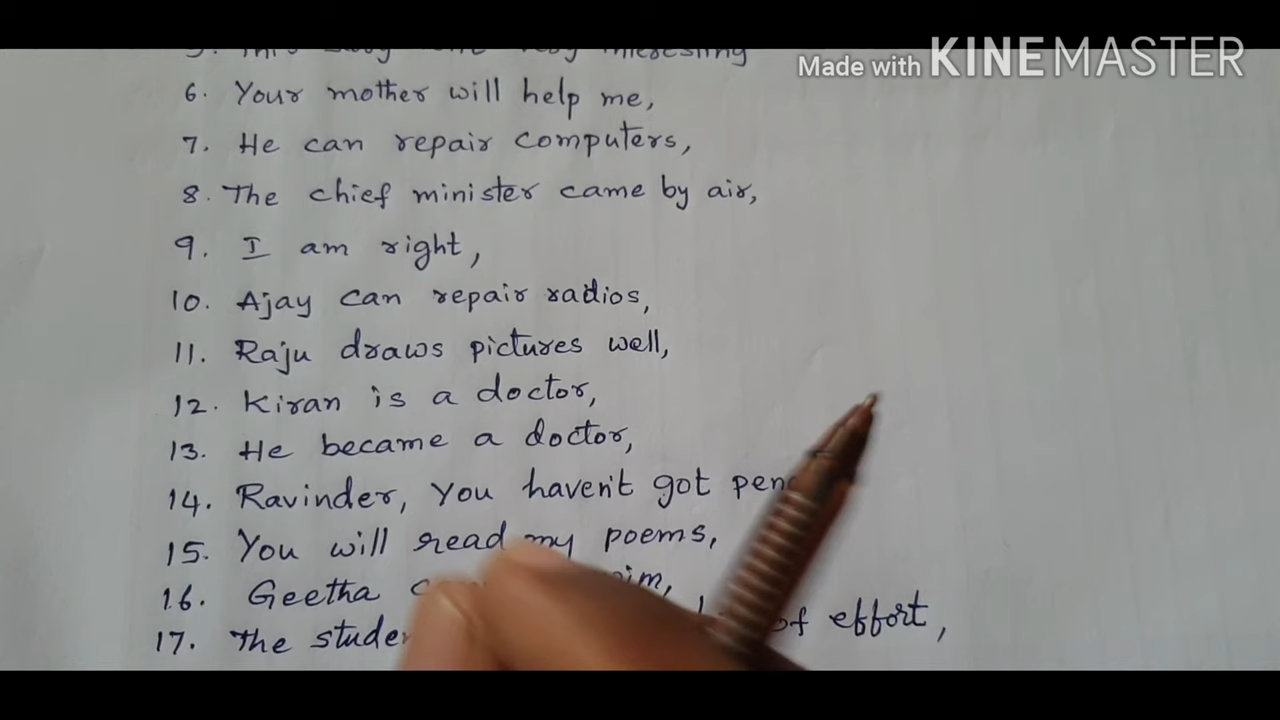 Made with KINEMASTER
very interesting
6. Your mother will help me,
7. He can repair computers,
8. The chief minister came by air,
9. I am right,
10. Ajay can repair radios,
11. Raju draws pictures well,
12. Kiran is a doctor,
13. He became a doctor,
14. Ravinder, You haven't got
15. You will read my poems,
16. Geetha
17. The of effort,